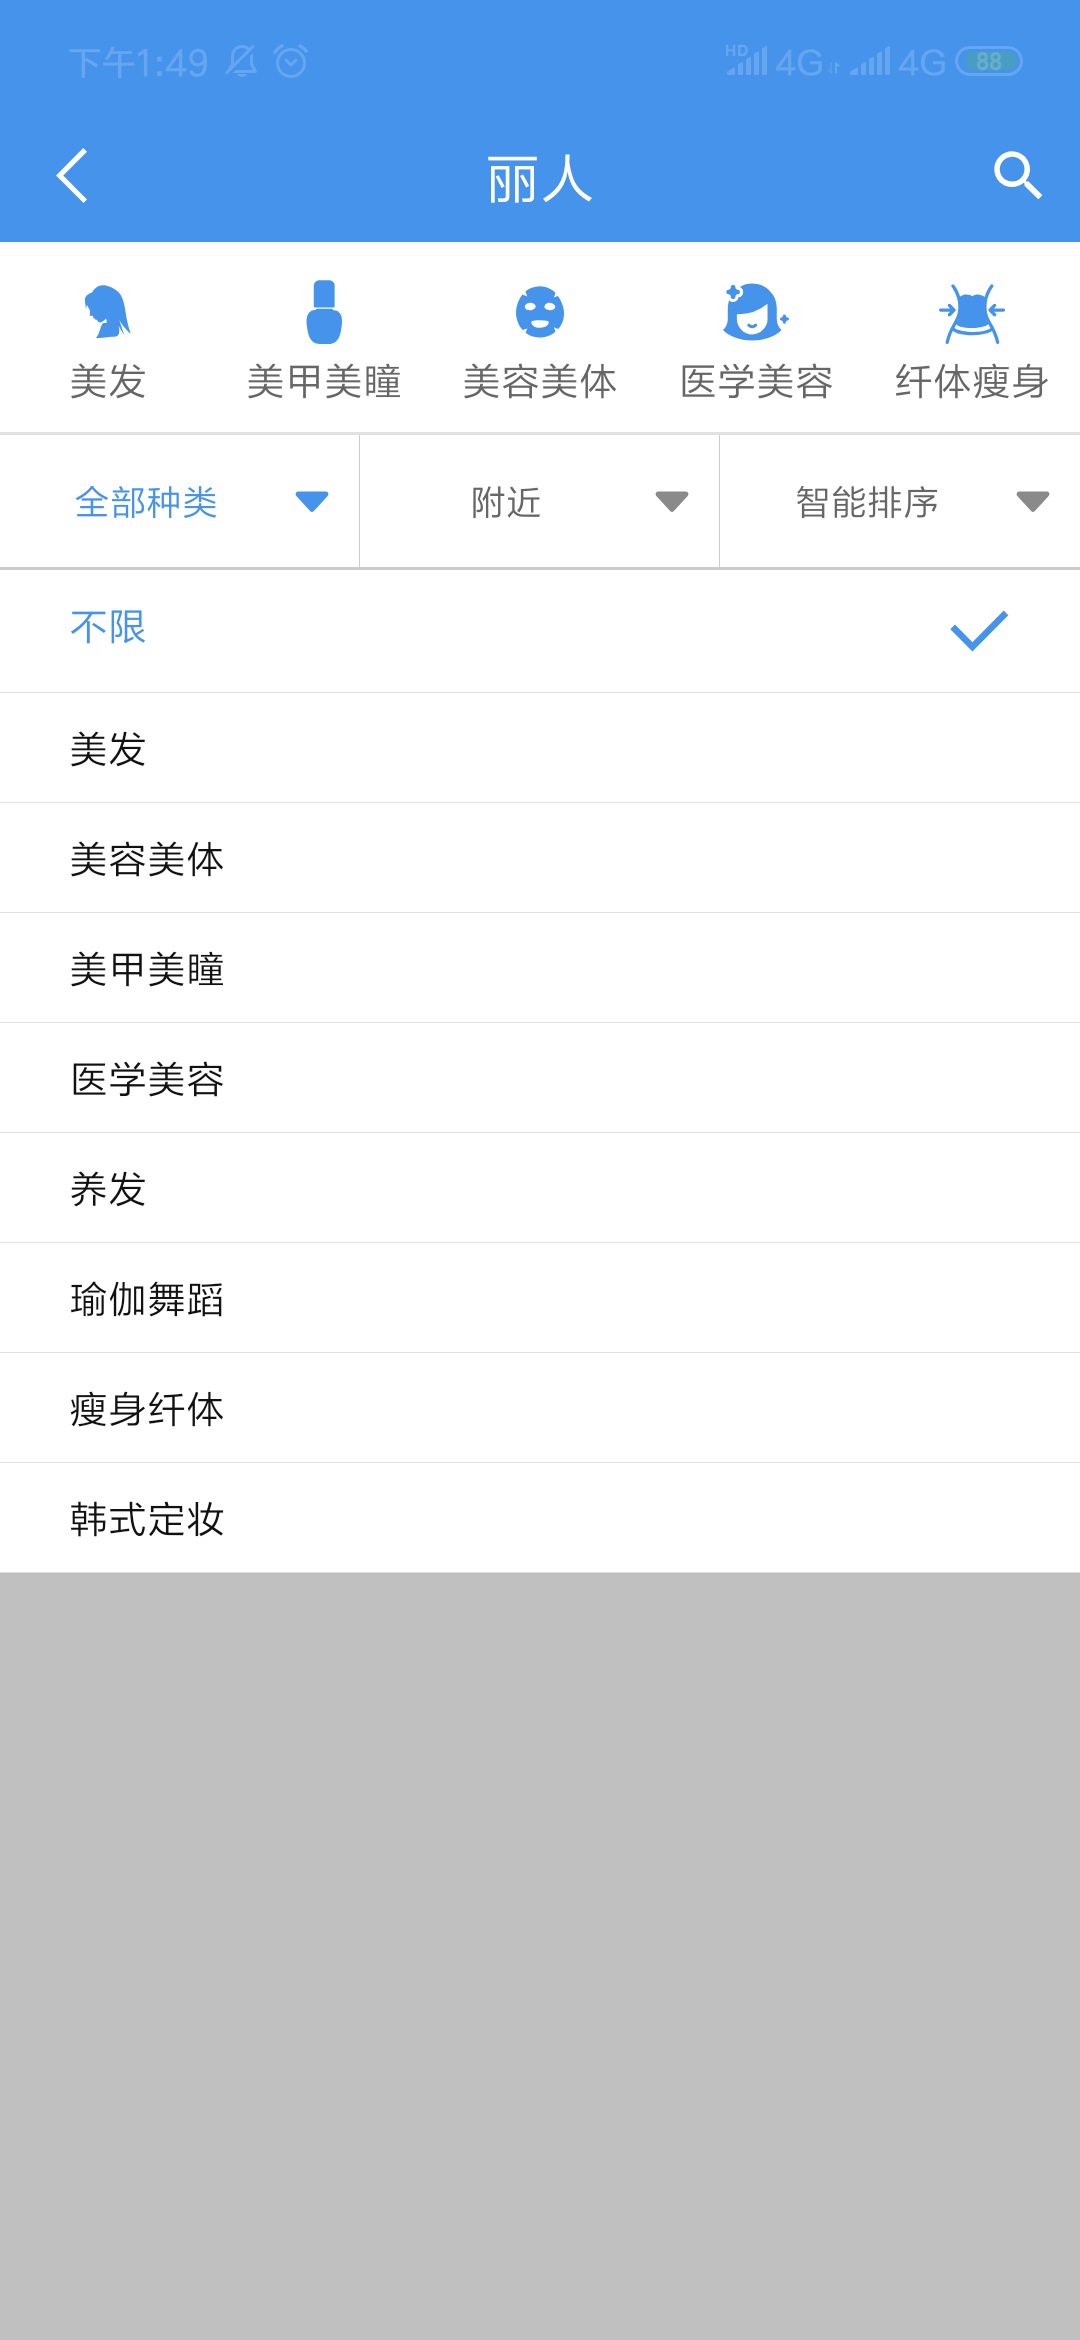 下午1:49 HD 4G 4G 88
丽人
美发 美甲美瞳 美容美体 医学美容 纤体瘦身
全部种类 附近 智能排序
不限
美发
美容美体
美甲美瞳
医学美容
养发
瑜伽舞蹈
瘦身纤体
韩式定妆